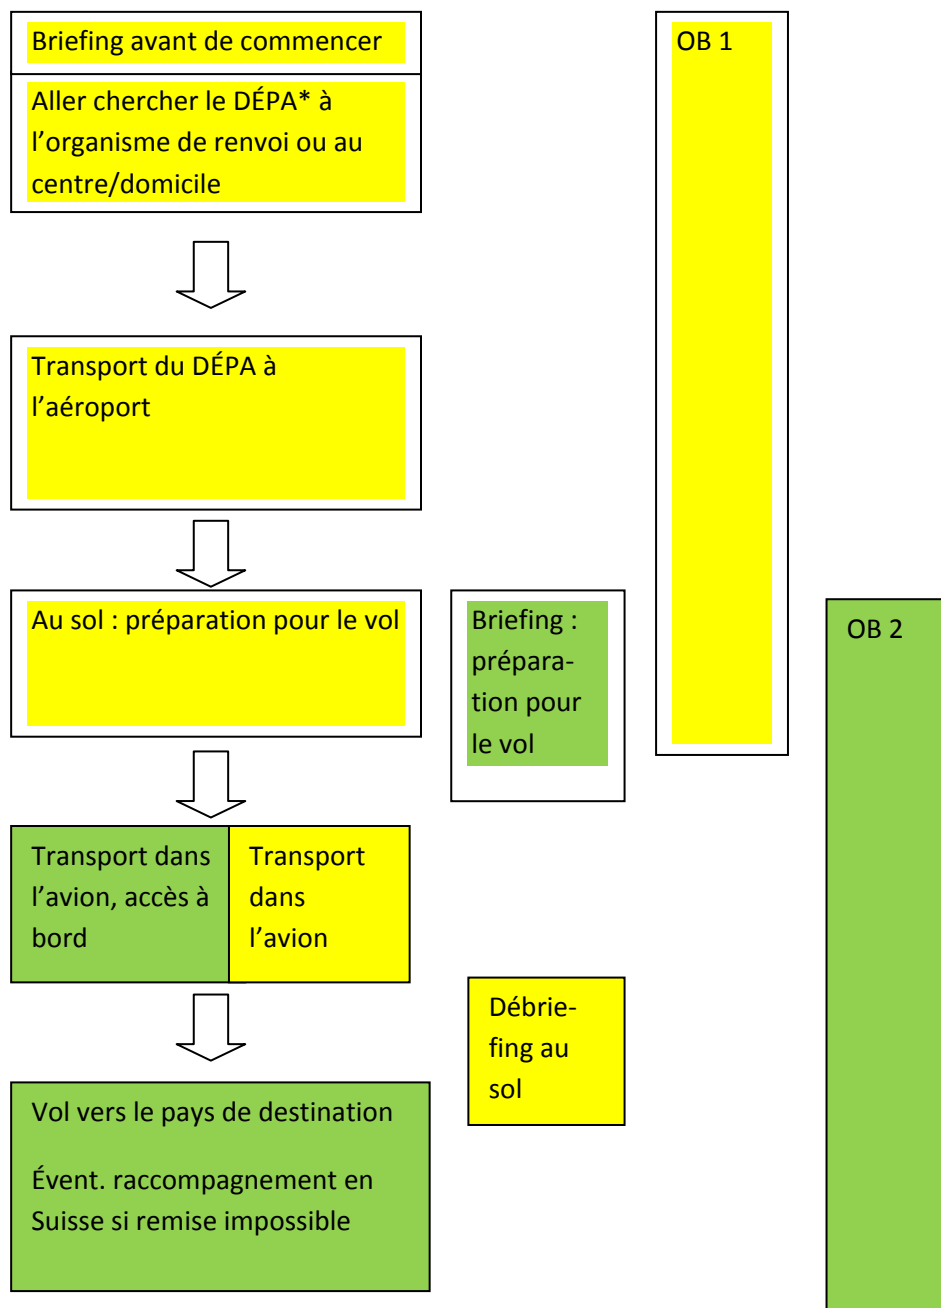 Briefing avant de commencer
Aller chercher le DÉPA* à
l’organisme de renvoi ou au
centre/domicile
OB 1
Transport du DÉPA à
l’aéroport
Au sol : préparation pour le vol
Briefing :
prépara-
tion pour
le vol
OB 2
Transport dans
l’avion, accès à
bord
Transport
dans
l’avion
Débrie-
fing au
sol
Vol vers le pays de destination
Évent. raccompagnement en
Suisse si remise impossible